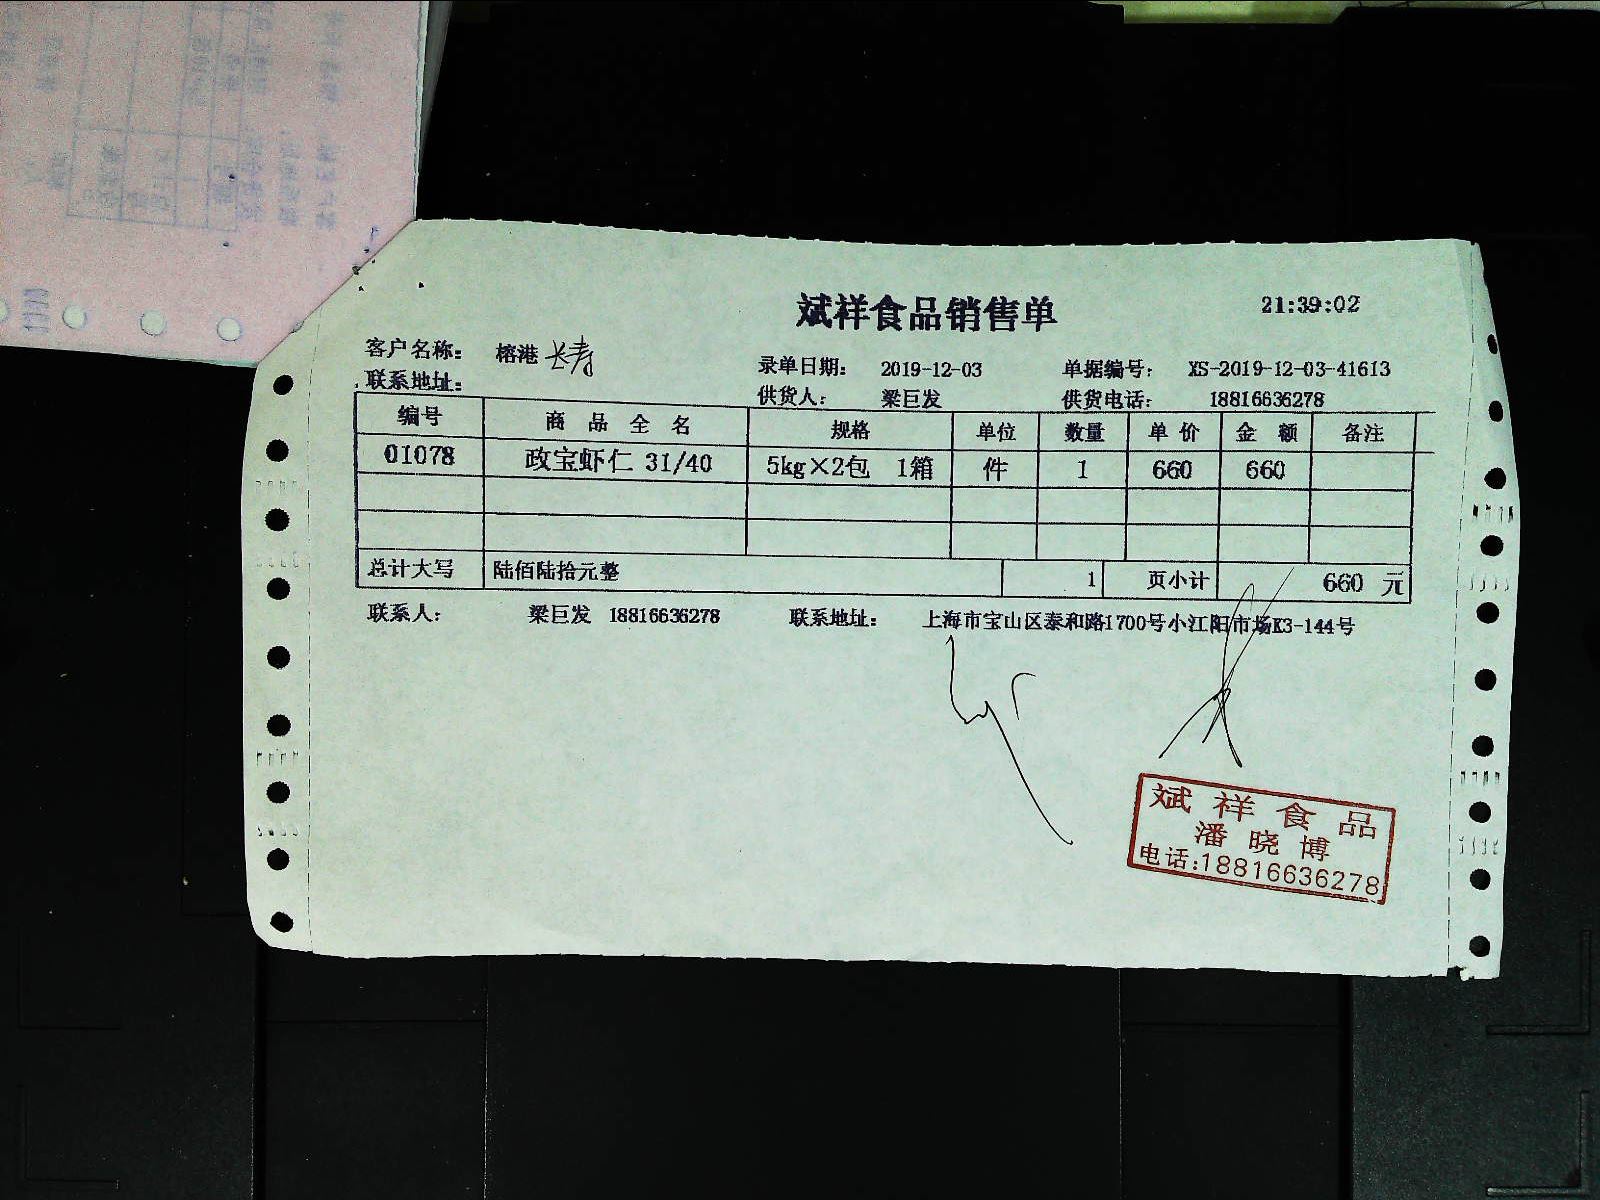 斌祥食品销售单
21:39:02
客户名称: 榕港 长寿
录单日期: 2019-12-03 单据编号: XS-2019-12-03-41613
联系地址:
供货人: 梁巨发 供货电话: 18816636278
编号 商品全名 规格 单位 数量 单价 金额 备注
01078 政宝虾仁 31/40 5kg×2包 1箱 件 1 660 660
总计大写 陆佰陆拾元整 1 页小计 660 元
联系人: 梁巨发 18816636278 联系地址: 上海市宝山区泰和路1700号小江阳市场K3-144号
斌祥食品
潘晓博
电话:18816636278